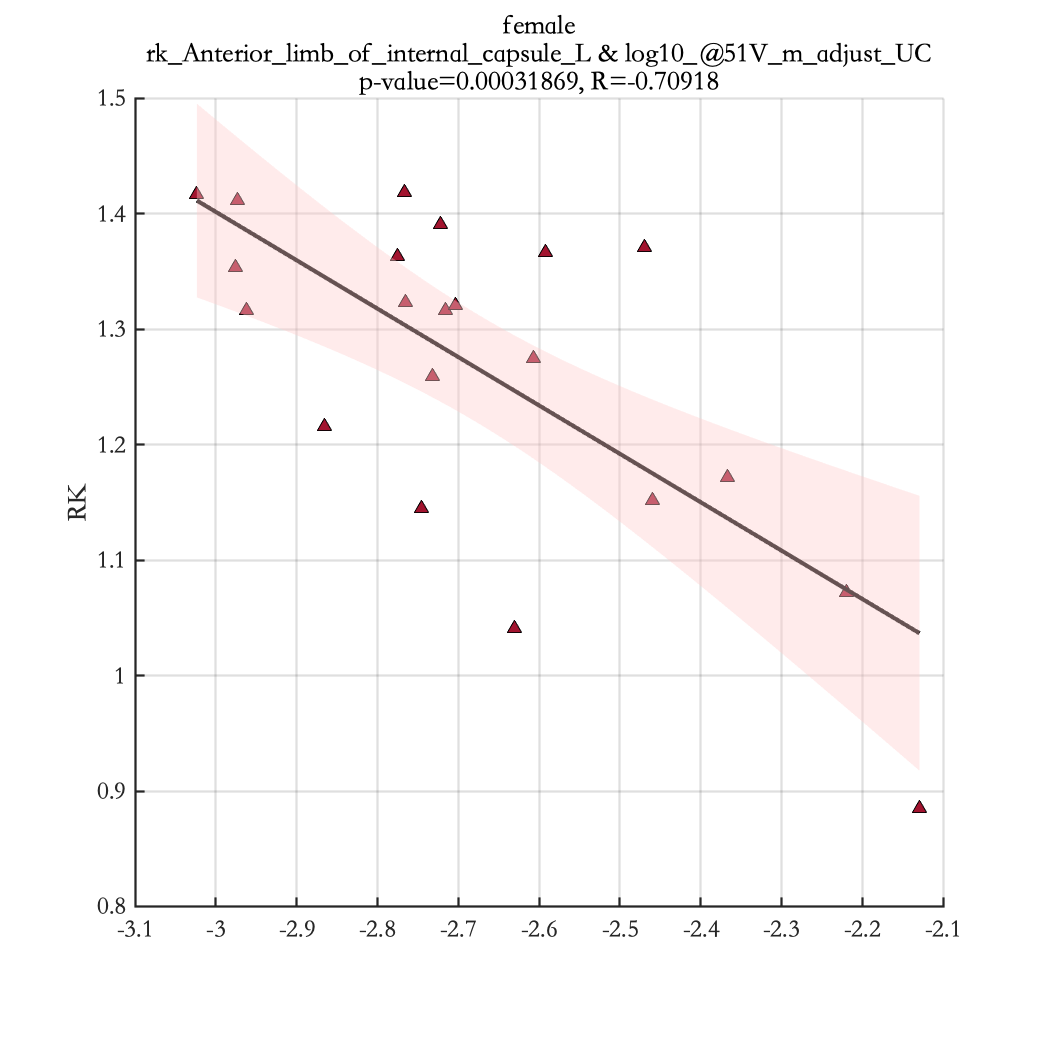 female
rk_Anterior_limb_of_internal_capsule_L & log10_@51V_m_adjust_UC
p-value=0.00031869, R=-0.70918
1.5
1.4
1.3
1.2
1.1
1
0.9
0.8
RK
-3.1 -3 -2.9 -2.8 -2.7 -2.6 -2.5 -2.4 -2.3 -2.2 -2.1